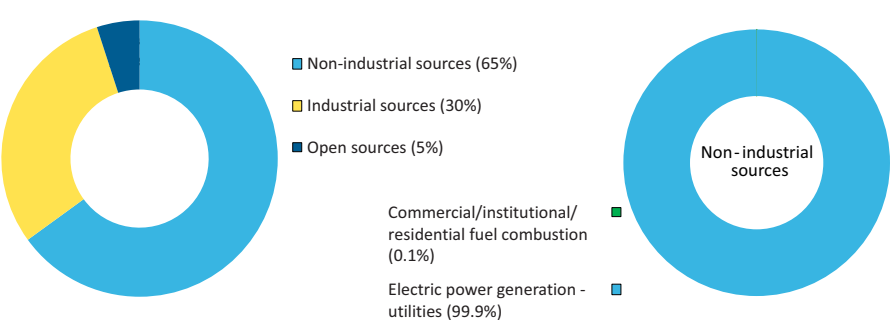 Non-industrial sources (65%)
Industrial sources (30%)
Open sources (5%)
Non-industrial
sources
Commercial/institutional/
residential fuel combustion
(0.1%)
Electric power generation -
utilities (99.9%)